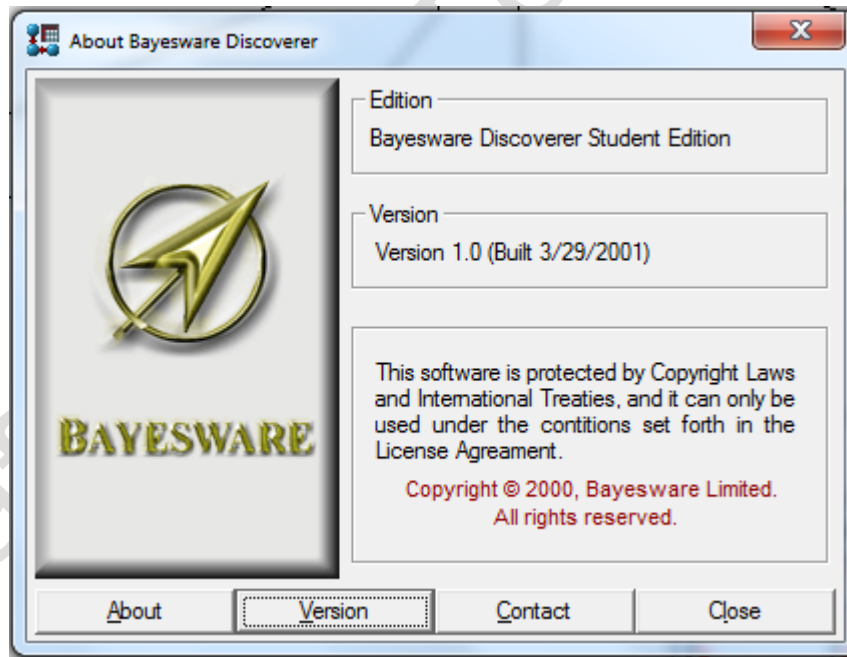 About Bayesware Discoverer
Edition
Bayesware Discoverer Student Edition
Version
Version 1.0 (Built 3/29/2001)
BAYESWARE
This software is protected by Copyright Laws
and International Treaties, and it can only be
used under the contitions set forth in the
License Agreament.
Copyright © 2000, Bayesware Limited.
All rights reserved.
About
Version
Contact
Close